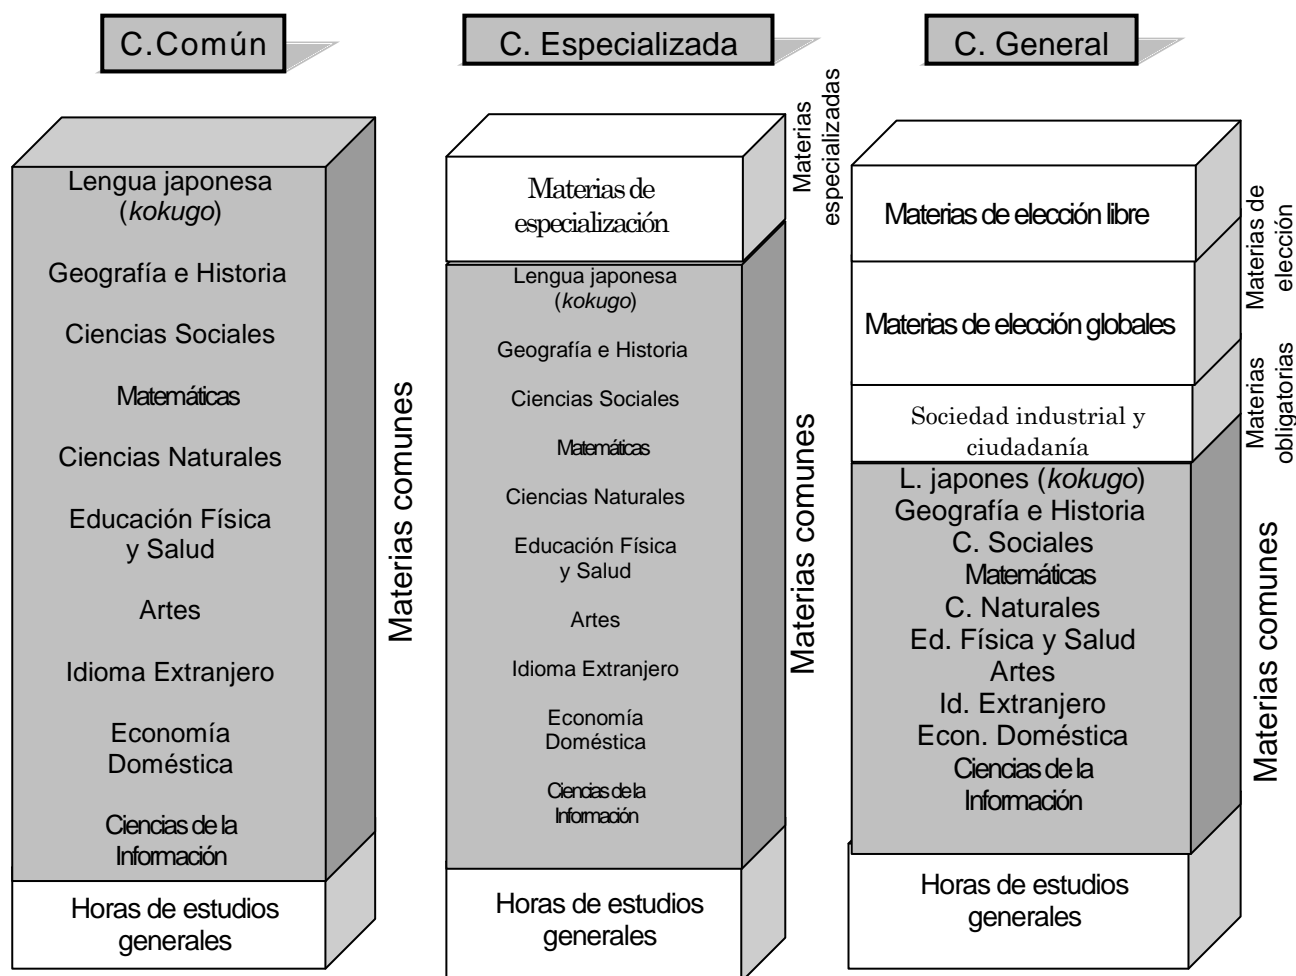 C.Común
Lengua japonesa
(kokugo)
Geografía e Historia
Ciencias Sociales
Matemáticas
Ciencias Naturales
Educación Física
y Salud
Artes
Idioma Extranjero
Economía
Doméstica
Ciencias de la
Información
Horas de estudios
generales
Materias comunes
C. Especializada
Materias de
especialización
Materias
especializadas
Lengua japonesa
(kokugo)
Geografía e Historia
Ciencias Sociales
Matemáticas
Ciencias Naturales
Educación Física
y Salud
Artes
Idioma Extranjero
Economía
Doméstica
Ciencias de la
Información
Horas de estudios
generales
Materias comunes
C. General
Materias de elección libre
Materias de elección globales
Materias de
elección
Sociedad industrial y
ciudadanía
Materias
obligatorias
L. japones (kokugo)
Geografía e Historia
C. Sociales
Matemáticas
C. Naturales
Ed. Física y Salud
Artes
Id. Extranjero
Econ. Doméstica
Ciencias de la
Información
Horas de estudios
generales
Materias comunes